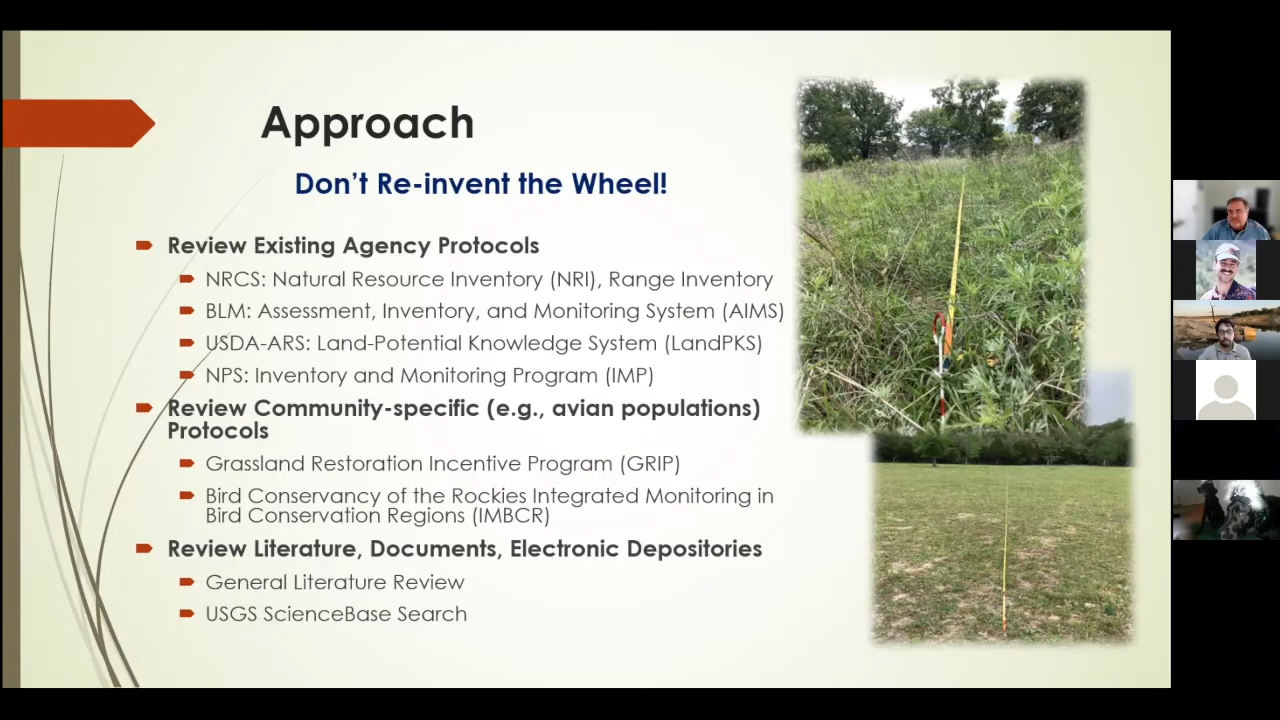 Approach
Don't Re-invent the Wheel!
Review Existing Agency Protocols
NRCS: Natural Resource Inventory (NRI), Range Inventory
BLM: Assessment, Inventory, and Monitoring System (AIMS)
USDA-ARS: Land-Potential Knowledge System (LandPKS)
NPS: Inventory and Monitoring Program (IMP)
Review Community-specific (e.g., avian populations)
Protocols
Grassland Restoration Incentive Program (GRIP)
Bird Conservancy of the Rockies Integrated Monitoring in
Bird Conservation Regions (IMBCR)
Review Literature, Documents, Electronic Depositories
General Literature Review
USGS ScienceBase Search